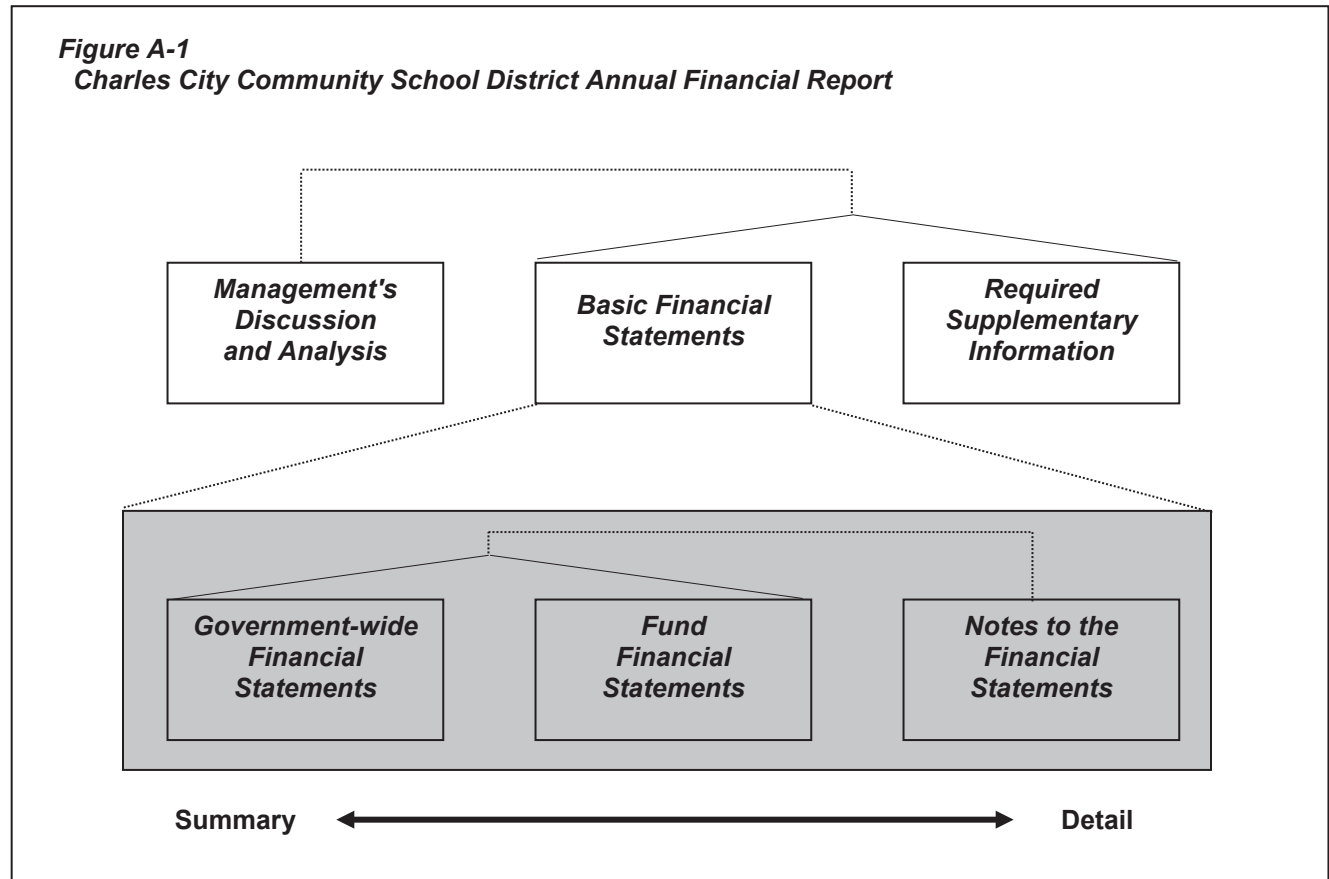 Figure A-1
Charles City Community School District Annual Financial Report
Management's
Discussion
and Analysis
Basic Financial
Statements
Required
Supplementary
Information
Government-wide
Financial
Statements
Fund
Financial
Statements
Notes to the
Financial
Statements
Summary
Detail